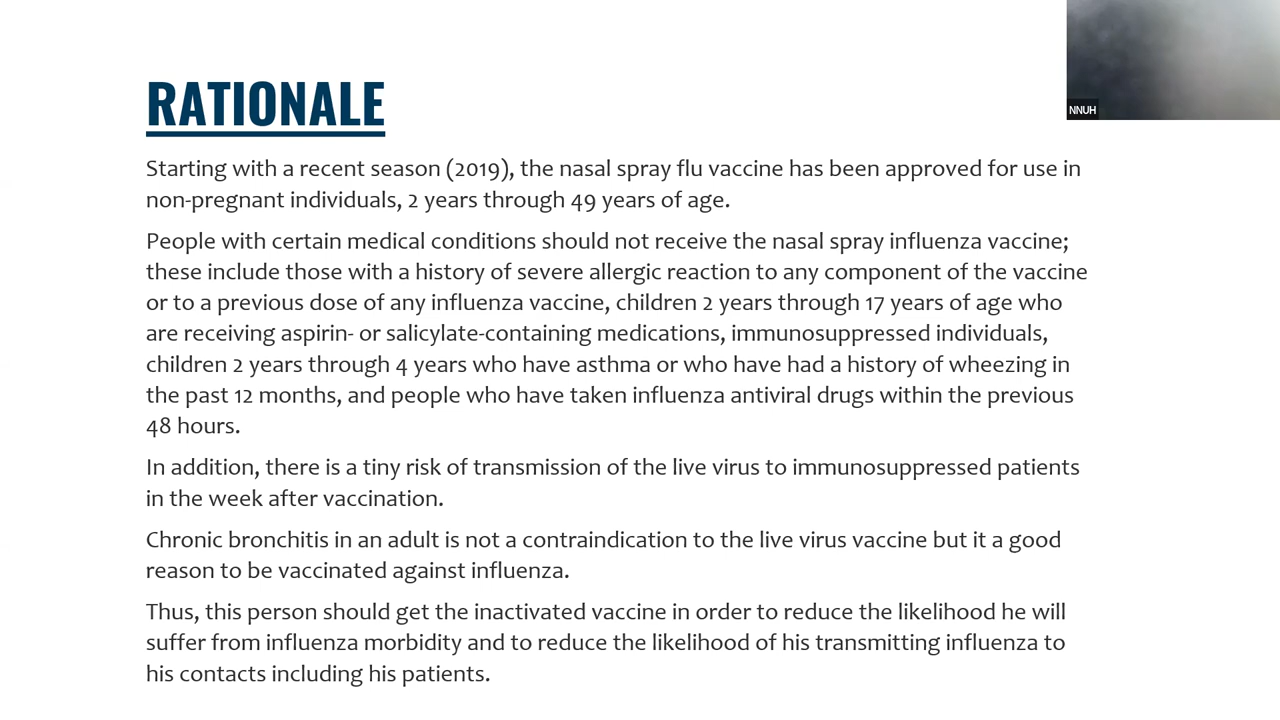 RATIONALE
NNUH
Starting with a recent season (2019), the nasal spray flu vaccine has been approved for use in
non-pregnant individuals, 2 years through 49 years of age.
People with certain medical conditions should not receive the nasal spray influenza vaccine;
these include those with a history of severe allergic reaction to any component of the vaccine
or to a previous dose of any influenza vaccine, children 2 years through 17 years of age who
are receiving aspirin- or salicylate-containing medications, immunosuppressed individuals,
children 2 years through 4 years who have asthma or who have had a history of wheezing in
the past 12 months, and people who have taken influenza antiviral drugs within the previous
48 hours.
In addition, there is a tiny risk of transmission of the live virus to immunosuppressed patients
in the week after vaccination.
Chronic bronchitis in an adult is not a contraindication to the live virus vaccine but it a good
reason to be vaccinated against influenza.
Thus, this person should get the inactivated vaccine in order to reduce the likelihood he will
suffer from influenza morbidity and to reduce the likelihood of his transmitting influenza to
his contacts including his patients.